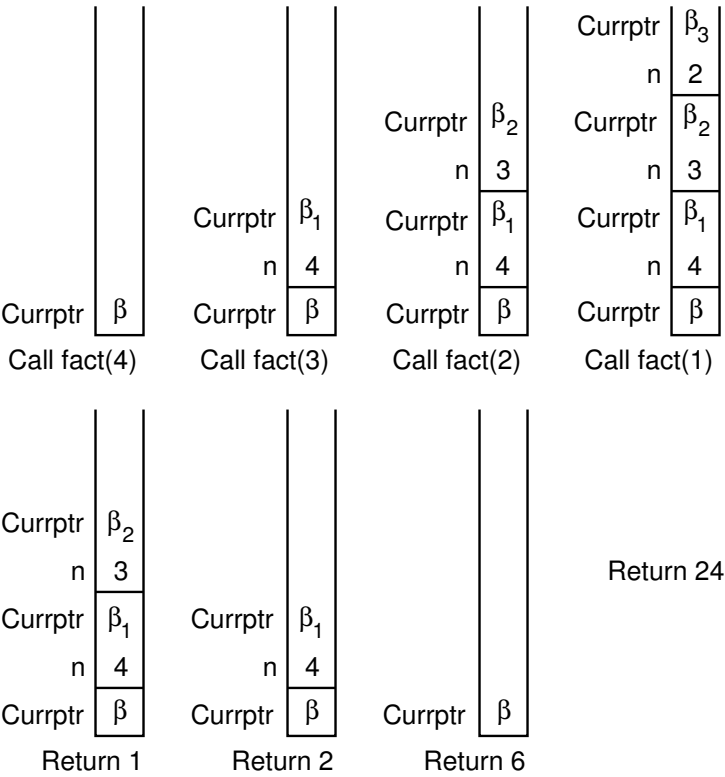 Currptr β3
n 2
Currptr β2 Currptr β2
n 3 n 3
Currptr β1 Currptr β1 Currptr β1
n 4 n 4 n 4
Currptr β Currptr β Currptr β Currptr β
Call fact(4) Call fact(3) Call fact(2) Call fact(1)
Currptr β2
n 3 Return 24
Currptr β1 Currptr β1
n 4 n 4
Currptr β Currptr β Currptr β
Return 1 Return 2 Return 6